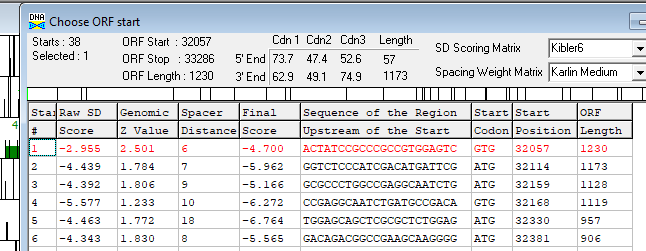 DNA Choose ORF start
Starts : 38 ORF Start : 32057 Cdn 1 Cdn2 Cdn3 Length SD Scoring Matrix Kibler6
Selected : 1 ORF Stop : 33286 5' End 73.7 47.4 52.6 57
ORF Length : 1230 3' End 62.9 49.1 74.9 1173 Spacing Weight Matrix Karlin Medium
Star Raw SD Genomic Spacer Final Sequence of the Region Start Start ORF
# Score Z Value Distance Score Upstream of the Start Codon Position Length
1 -2.955 2.501 6 -4.700 ACTATCCGCCCGCCGTGGAGTC GTG 32057 1230
2 -4.439 1.784 7 -5.962 GGTCTCCCATCGACATGATTCG ATG 32114 1173
3 -4.392 1.806 9 -5.166 GCGCCCTGGCCGAGGCAATCTG ATG 32159 1128
4 -5.577 1.233 10 -6.272 CCGAGGCAATCTGATGCCGACA GTG 32168 1119
5 -4.463 1.772 18 -6.764 TGGAGCAGCTCGCGCTCTGGAG ATG 32330 957
6 -4.343 1.830 8 -5.565 GACAGACGGCCGAAGCAAGGGG ATG 32381 906
4